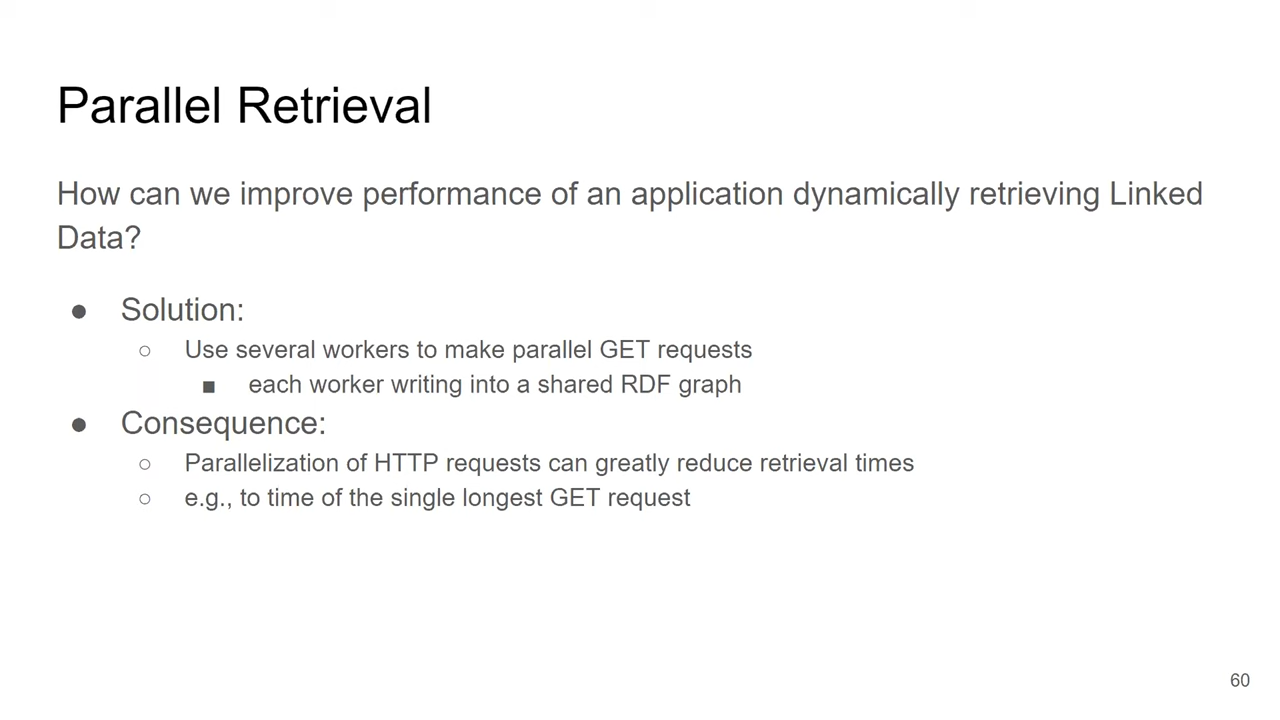 Parallel Retrieval
How can we improve performance of an application dynamically retrieving Linked
Data?
● Solution:
○ Use several workers to make parallel GET requests
■ each worker writing into a shared RDF graph
● Consequence:
○ Parallelization of HTTP requests can greatly reduce retrieval times
○ e.g., to time of the single longest GET request
60